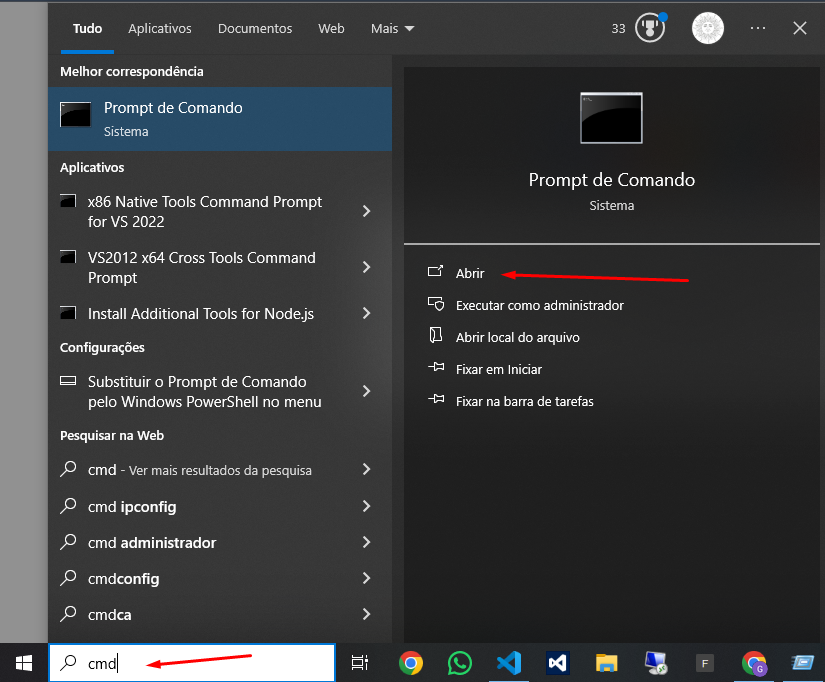 Tudo
Aplicativos
Documentos
Web
Mais
33
Melhor correspondência
Prompt de Comando
Sistema
Aplicativos
x86 Native Tools Command Prompt
for VS 2022
VS2012 x64 Cross Tools Command
Prompt
Install Additional Tools for Node.js
Configurações
Substituir o Prompt de Comando
pelo Windows PowerShell no menu
Pesquisar na Web
cmd - Ver mais resultados da pesquisa
cmd ipconfig
cmd administrador
cmdconfig
cmdca
Prompt de Comando
Sistema
Abrir
Executar como administrador
Abrir local do arquivo
Fixar em Iniciar
Fixar na barra de tarefas
cmd
F
G